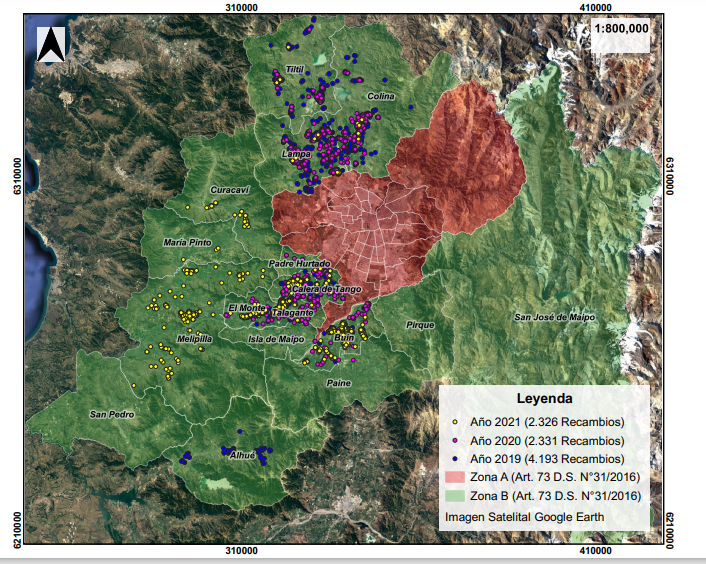 310000
410000
1:800,000
Tiltil
Colina
Lampa
6310000
6310000
Curacaví
María Pinto
Padre Hurtado
Calera de Tango
El Monte
Talagante
San José de Maipo
Pirque
Melipilla
Isla de Maipo
Buin
Paine
San Pedro
Alhué
Leyenda
Año 2021 (2.326 Recambios)
Año 2020 (2.331 Recambios)
Año 2019 (4.193 Recambios)
Zona A (Art. 73 D.S. N°31/2016)
Zona B (Art. 73 D.S. N°31/2016)
Imagen Satelital Google Earth
6210000
6210000
310000
410000